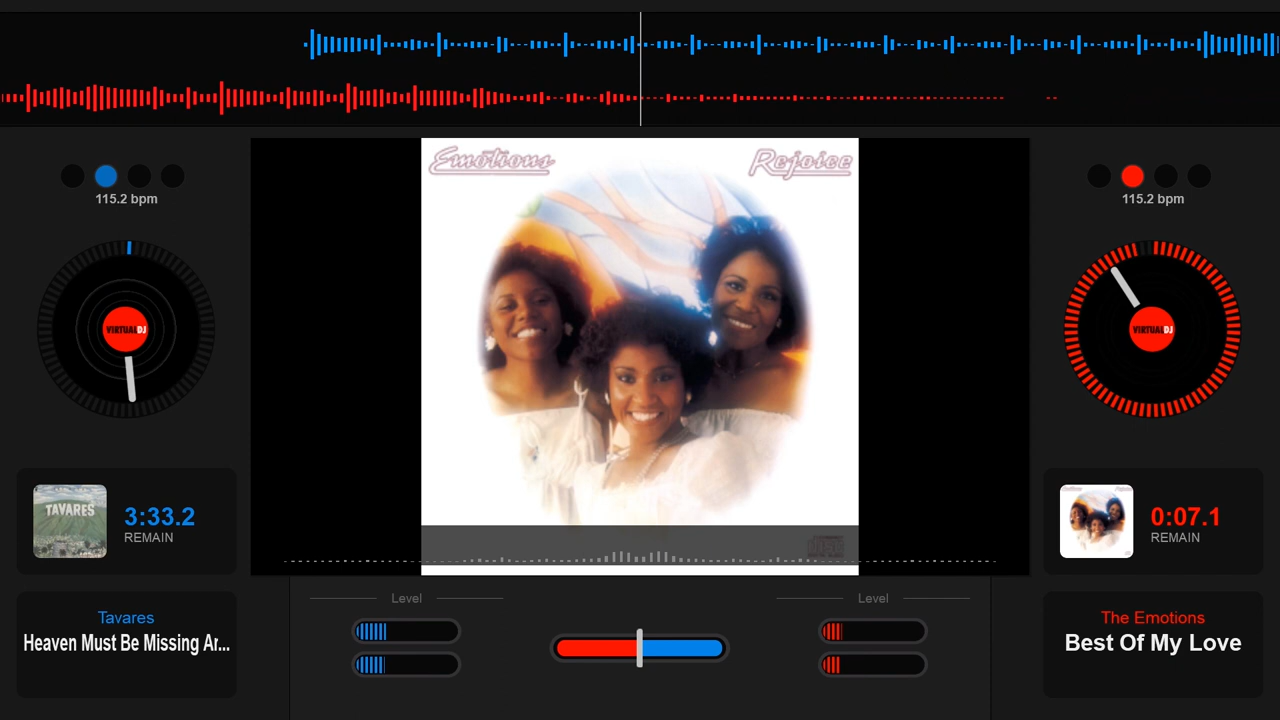 Emotions
Rejoice
115.2 bpm
115.2 bpm
VIRTUALDJ
VIRTUALDJ
TAVARES
3:33.2
REMAIN
0:07.1
REMAIN
Level
Level
Tavares
Heaven Must Be Missing Ar...
The Emotions
Best Of My Love